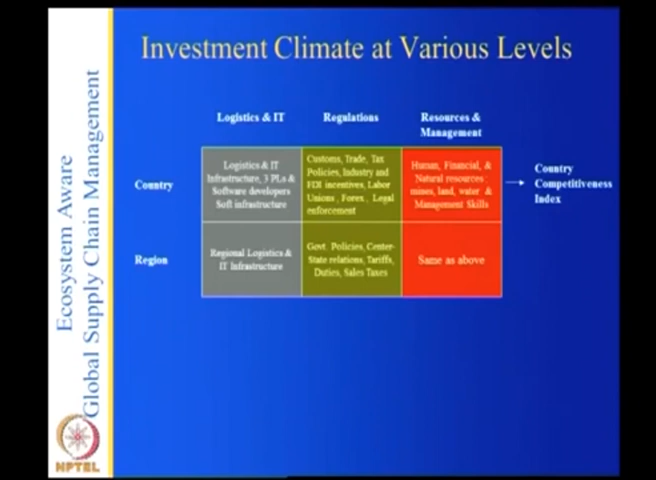 Investment Climate at Various Levels
Ecosystem Aware
Global Supply Chain Management
Logistics & IT
Regulations
Resources &
Management
Country
Logistics & IT
Infrastructure, 3 PLs &
Software developers
Soft infrastructure
Customs, Trade, Tax
Policies, Industry and
FDI incentives, Labor
Unions , Forex , Legal
enforcement
Human, Financial, &
Natural resources :
mines, land, water &
Management Skills
Country
Competitiveness
Index
Region
Regional Logistics &
IT Infrastructure
Govt. Policies, Center-
State relations, Tariffs,
Duties, Sales Taxes
Same as above
NPTEL